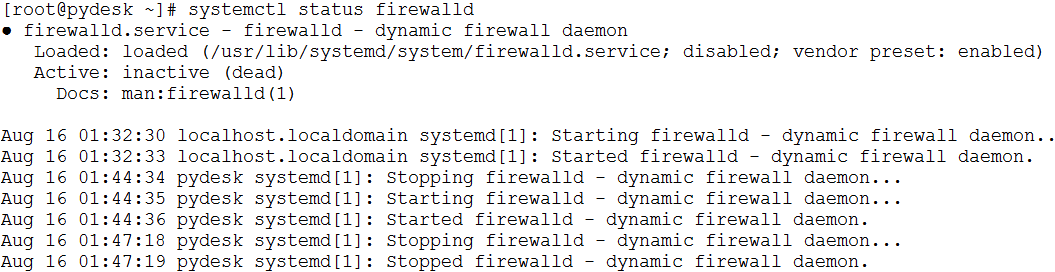 [root@pydesk ~]# systemctl status firewalld
● firewalld.service - firewalld - dynamic firewall daemon
   Loaded: loaded (/usr/lib/systemd/system/firewalld.service; disabled; vendor preset: enabled)
   Active: inactive (dead)
     Docs: man:firewalld(1)

Aug 16 01:32:30 localhost.localdomain systemd[1]: Starting firewalld - dynamic firewall daemon..
Aug 16 01:32:33 localhost.localdomain systemd[1]: Started firewalld - dynamic firewall daemon.
Aug 16 01:44:34 pydesk systemd[1]: Stopping firewalld - dynamic firewall daemon...
Aug 16 01:44:35 pydesk systemd[1]: Starting firewalld - dynamic firewall daemon...
Aug 16 01:44:36 pydesk systemd[1]: Started firewalld - dynamic firewall daemon.
Aug 16 01:47:18 pydesk systemd[1]: Stopping firewalld - dynamic firewall daemon...
Aug 16 01:47:19 pydesk systemd[1]: Stopped firewalld - dynamic firewall daemon.